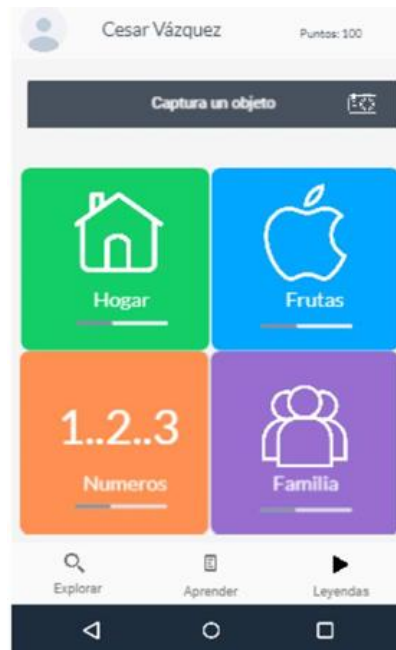 Cesar Vázquez
Puntos: 100
Captura un objeto
Hogar
Frutas
1..2..3
Numeros
Familia
Explorar
Aprender
Leyendas